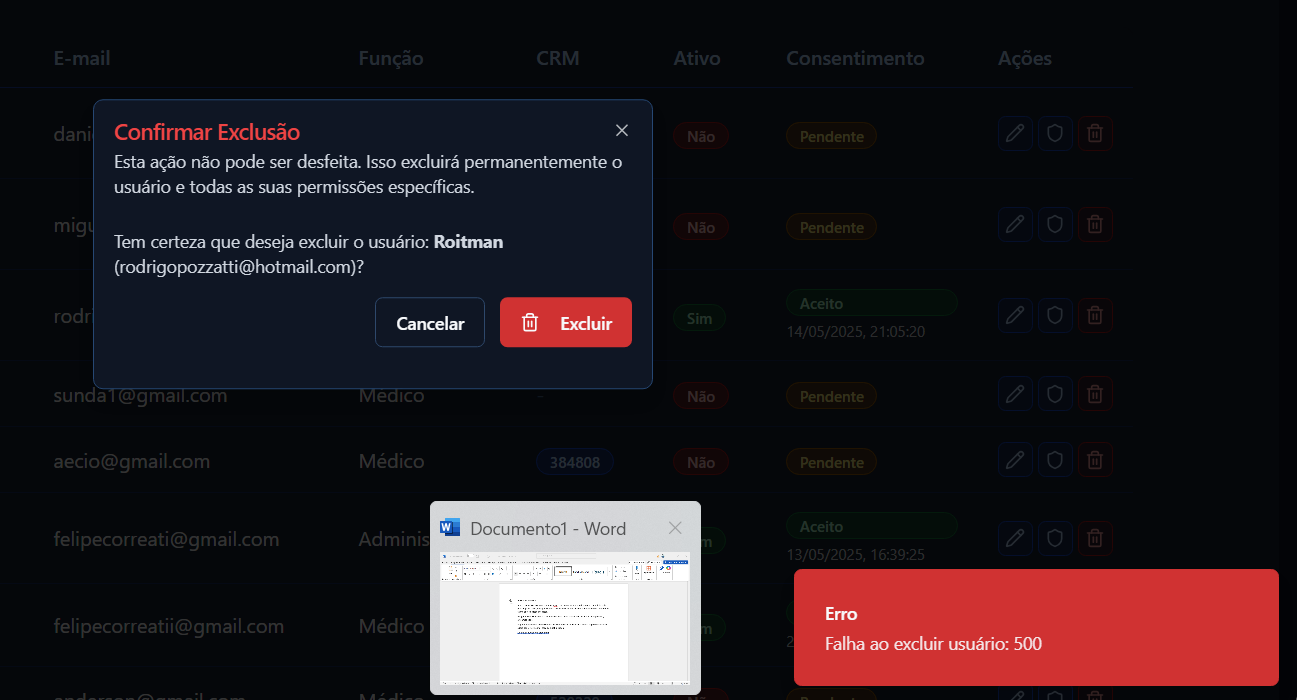 E-mail Função CRM Ativo Consentimento Ações
dani Não Pendente
Confirmar Exclusão
Esta ação não pode ser desfeita. Isso excluirá permanentemente o
usuário e todas as suas permissões específicas.
Tem certeza que deseja excluir o usuário: Roitman
(rodrigopozzatti@hotmail.com)?
Cancelar Excluir
migu Não Pendente
rodri Sim Aceito
14/05/2025, 21:05:20
sunda1@gmail.com Médico - Não Pendente
aecio@gmail.com Médico 384808 Não Pendente
Documento1 - Word
felipecorreati@gmail.com Adminis Aceito
13/05/2025, 16:39:25
felipecorreatii@gmail.com Médico
Erro
Falha ao excluir usuário: 500